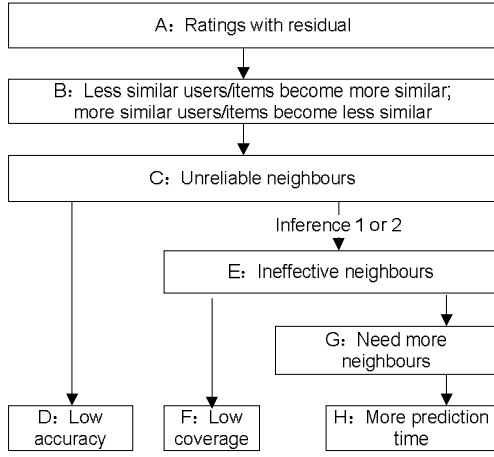 A: Ratings with residual
B: Less similar users/items become more similar;
more similar users/items become less similar
C: Unreliable neighbours
Inference 1 or 2
E: Ineffective neighbours
G: Need more
neighbours
D: Low
accuracy
F: Low
coverage
H: More prediction
time